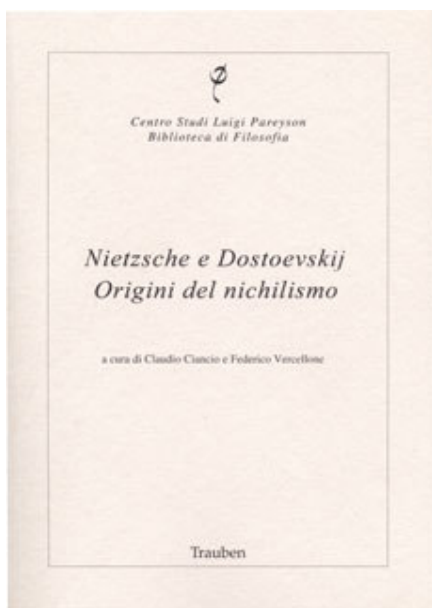 Centro Studi Luigi Pareyson
Biblioteca di Filosofia
Nietzsche e Dostoevskij
Origini del nichilismo
a cura di Claudio Ciancio e Federico Vercellone
Trauben